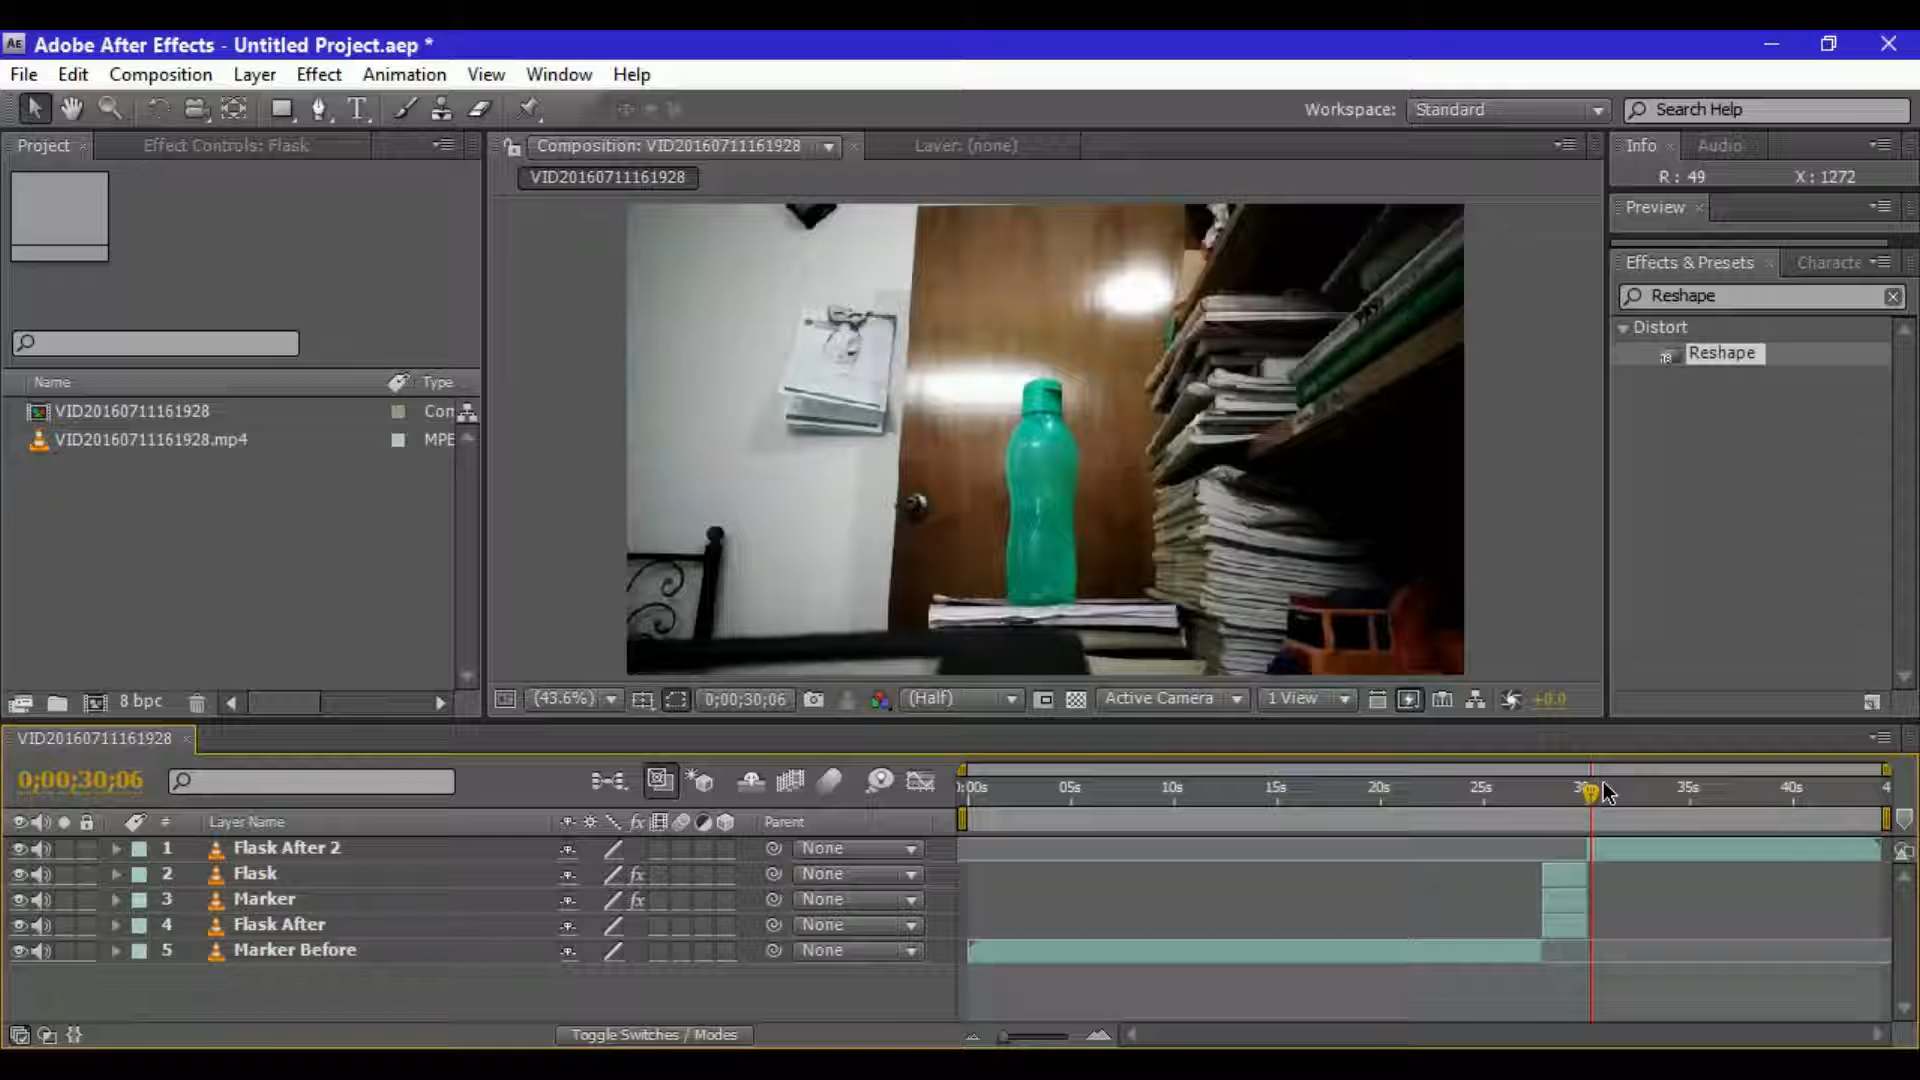 Adobe After Effects - Untitled Project.aep *
File Edit Composition Layer Effect Animation View Window Help
Workspace: Standard Search Help
Project Effect Controls: Flask Composition: VID20160711161928 Layer: (none) Info Audio
VID20160711161928
R : 49 X : 1272
Preview
Effects & Presets Characte
Reshape
Distort
Reshape
Name Type
VID20160711161928 Con
VID20160711161928.mp4 MPE
8 bpc (43.6%) 0;00;30;06 (Half) Active Camera 1 View +0.0
VID20160711161928
0;00;30;06
):00s 05s 10s 15s 20s 25s 35s 40s 4
# Layer Name fx Parent
1 Flask After 2 None
2 Flask fx None
3 Marker fx None
4 Flask After None
5 Marker Before None
Toggle Switches / Modes